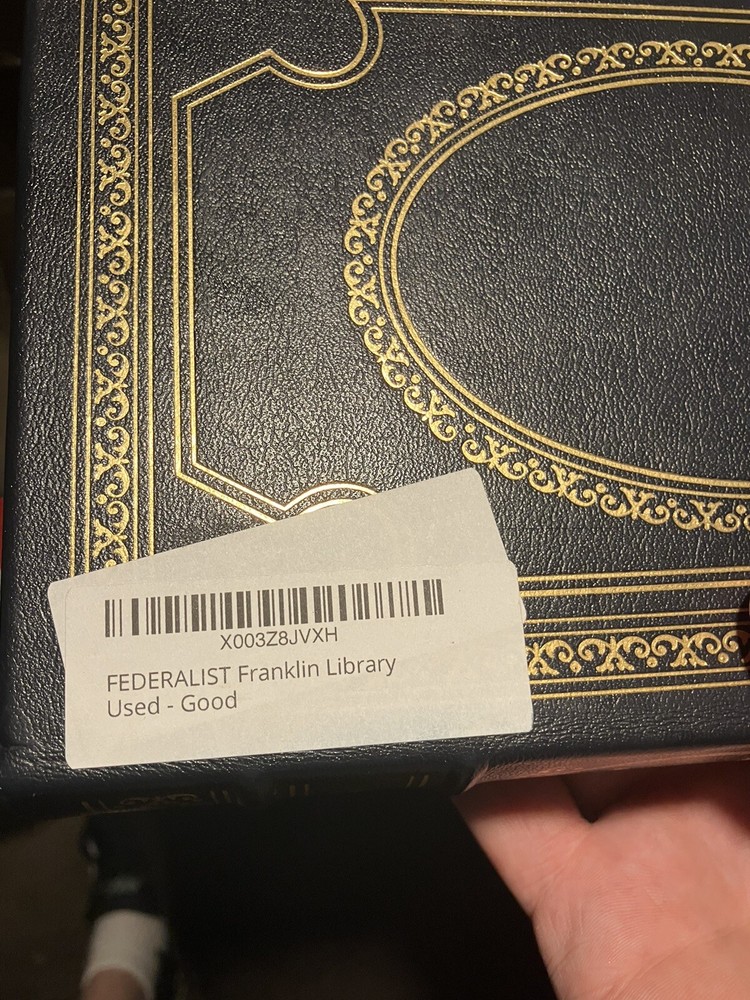 X003Z8JVXH
FEDERALIST Franklin Library
Used - Good